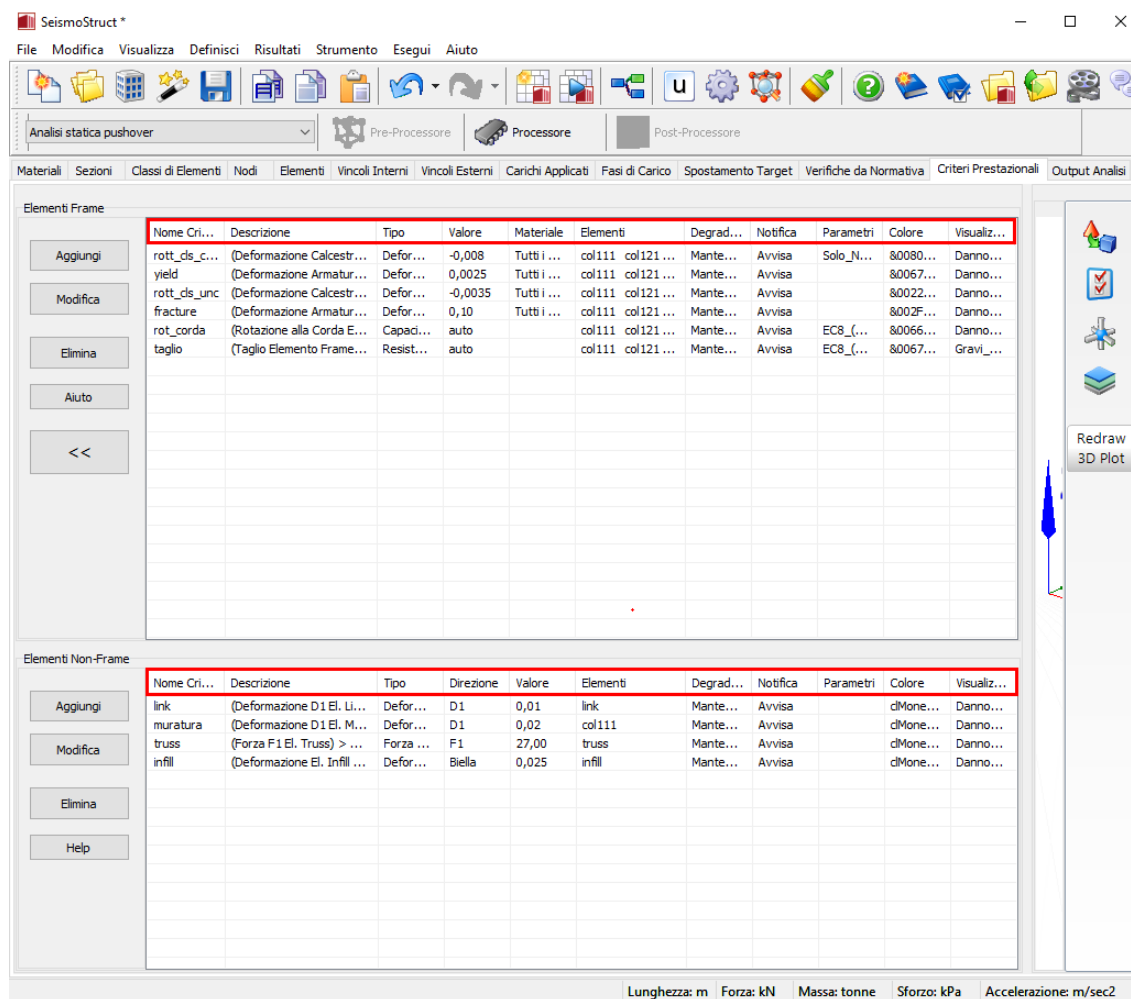 SeismoStruct *
File Modifica Visualizza Definisci Risultati Strumento Esegui Aiuto
u
Analisi statica pushover Pre-Processore Processore Post-Processore
Materiali Sezioni Classi di Elementi Nodi Elementi Vincoli Interni Vincoli Esterni Carichi Applicati Fasi di Carico Spostamento Target Verifiche da Normativa Criteri Prestazionali Output Analisi
Elementi Frame
Nome Cri... Descrizione Tipo Valore Materiale Elementi Degrad... Notifica Parametri Colore Visualiz...
rott_cls_c... (Deformazione Calcestr... Defor... -0,008 Tutti i ... col111 col121 ... Mante... Avvisa Solo_N... &0080... Danno...
yield (Deformazione Armatur... Defor... 0,0025 Tutti i ... col111 col121 ... Mante... Avvisa &0067... Danno...
rott_cls_unc (Deformazione Calcestr... Defor... -0,0035 Tutti i ... col111 col121 ... Mante... Avvisa &0022... Danno...
fracture (Deformazione Armatur... Defor... 0,10 Tutti i ... col111 col121 ... Mante... Avvisa &002F... Danno...
rot_corda (Rotazione alla Corda E... Capaci... auto col111 col121 ... Mante... Avvisa EC8_(... &0066... Danno...
taglio (Taglio Elemento Frame... Resist... auto col111 col121 ... Mante... Avvisa EC8_(... &0067... Gravi_...
Aggiungi
Modifica
Elimina
Aiuto
<<
Redraw
3D Plot
Elementi Non-Frame
Nome Cri... Descrizione Tipo Direzione Valore Elementi Degrad... Notifica Parametri Colore Visualiz...
link (Deformazione D1 El. Li... Defor... D1 0,01 link Mante... Avvisa clMone... Danno...
muratura (Deformazione D1 El. M... Defor... D1 0,02 col111 Mante... Avvisa clMone... Danno...
truss (Forza F1 El. Truss) > ... Forza ... F1 27,00 truss Mante... Avvisa clMone... Danno...
infill (Deformazione El. Infill ... Defor... Biella 0,025 infill Mante... Avvisa clMone... Danno...
Aggiungi
Modifica
Elimina
Help
Lunghezza: m Forza: kN Massa: tonne Sforzo: kPa Accelerazione: m/sec2